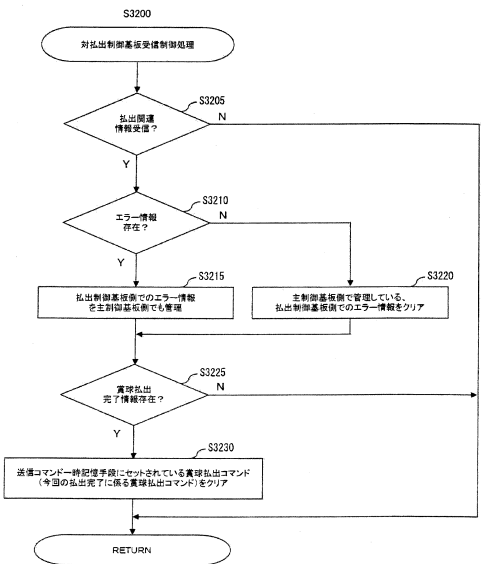 S3200
対払出制御基板受信制御処理
S3205
払出関連
情報受信?
N
Y
S3210
エラー情報
存在?
N
Y
S3215
払出制御基板側でのエラー情報
を主制御基板側でも管理
S3220
主制御基板側で管理している、
払出制御基板側でのエラー情報をクリア
S3225
賞球払出
完了情報存在?
N
Y
S3230
送信コマンド一時記憶手段にセットされている賞球払出コマンド
(今回の払出完了に係る賞球払出コマンド)をクリア
RETURN